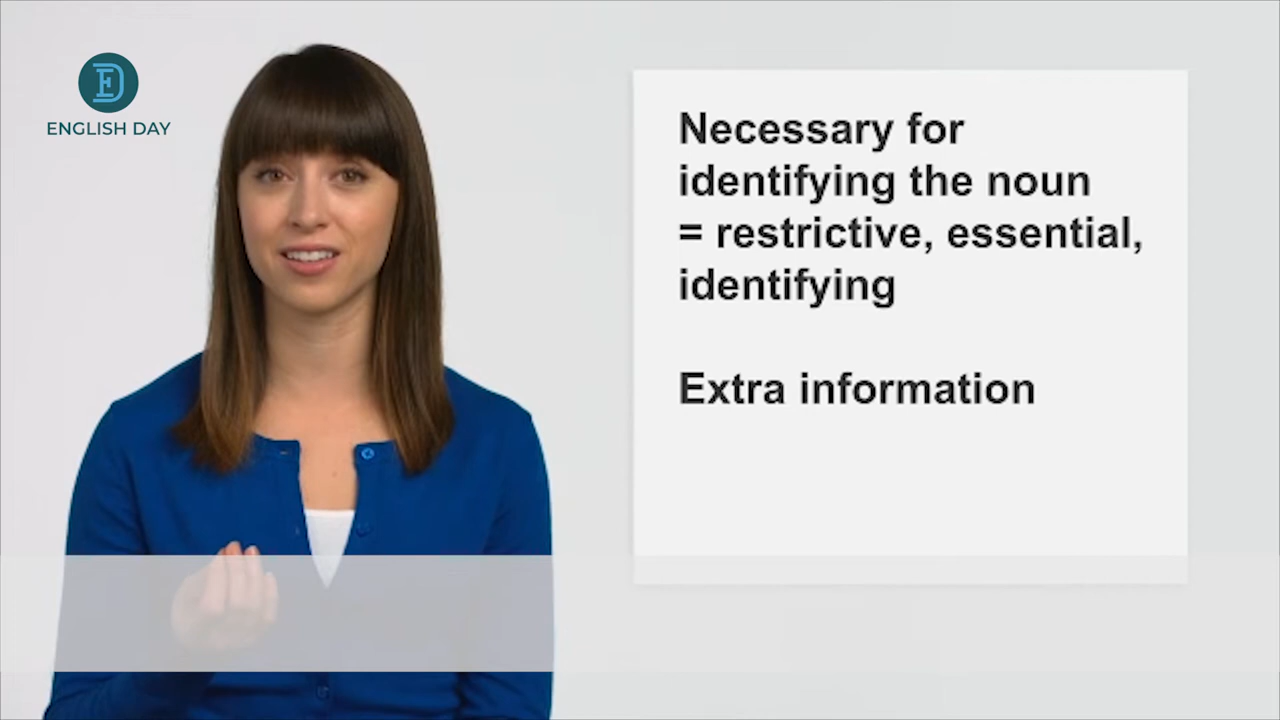 ENGLISH DAY
Necessary for
identifying the noun
= restrictive, essential,
identifying
Extra information